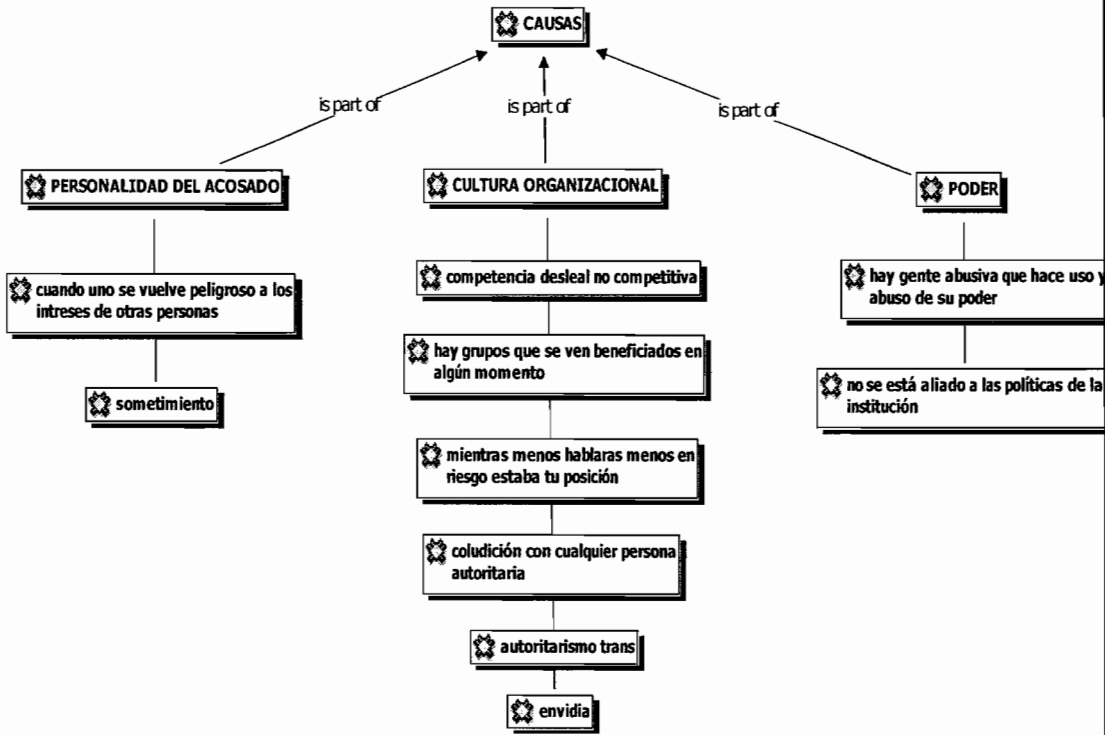 CAUSAS
is part of
is part of
is part of
PERSONALIDAD DEL ACOSADO
cuando uno se vuelve peligroso a los
intreses de otras personas
sometimiento
CULTURA ORGANIZACIONAL
competencia desleal no competitiva
hay grupos que se ven beneficiados en
algún momento
mientras menos hablaras menos en
riesgo estaba tu posición
coludición con cualquier persona
autoritaria
autoritarismo trans
envidia
PODER
hay gente abusiva que hace uso y
abuso de su poder
no se está aliado a las políticas de la
institución